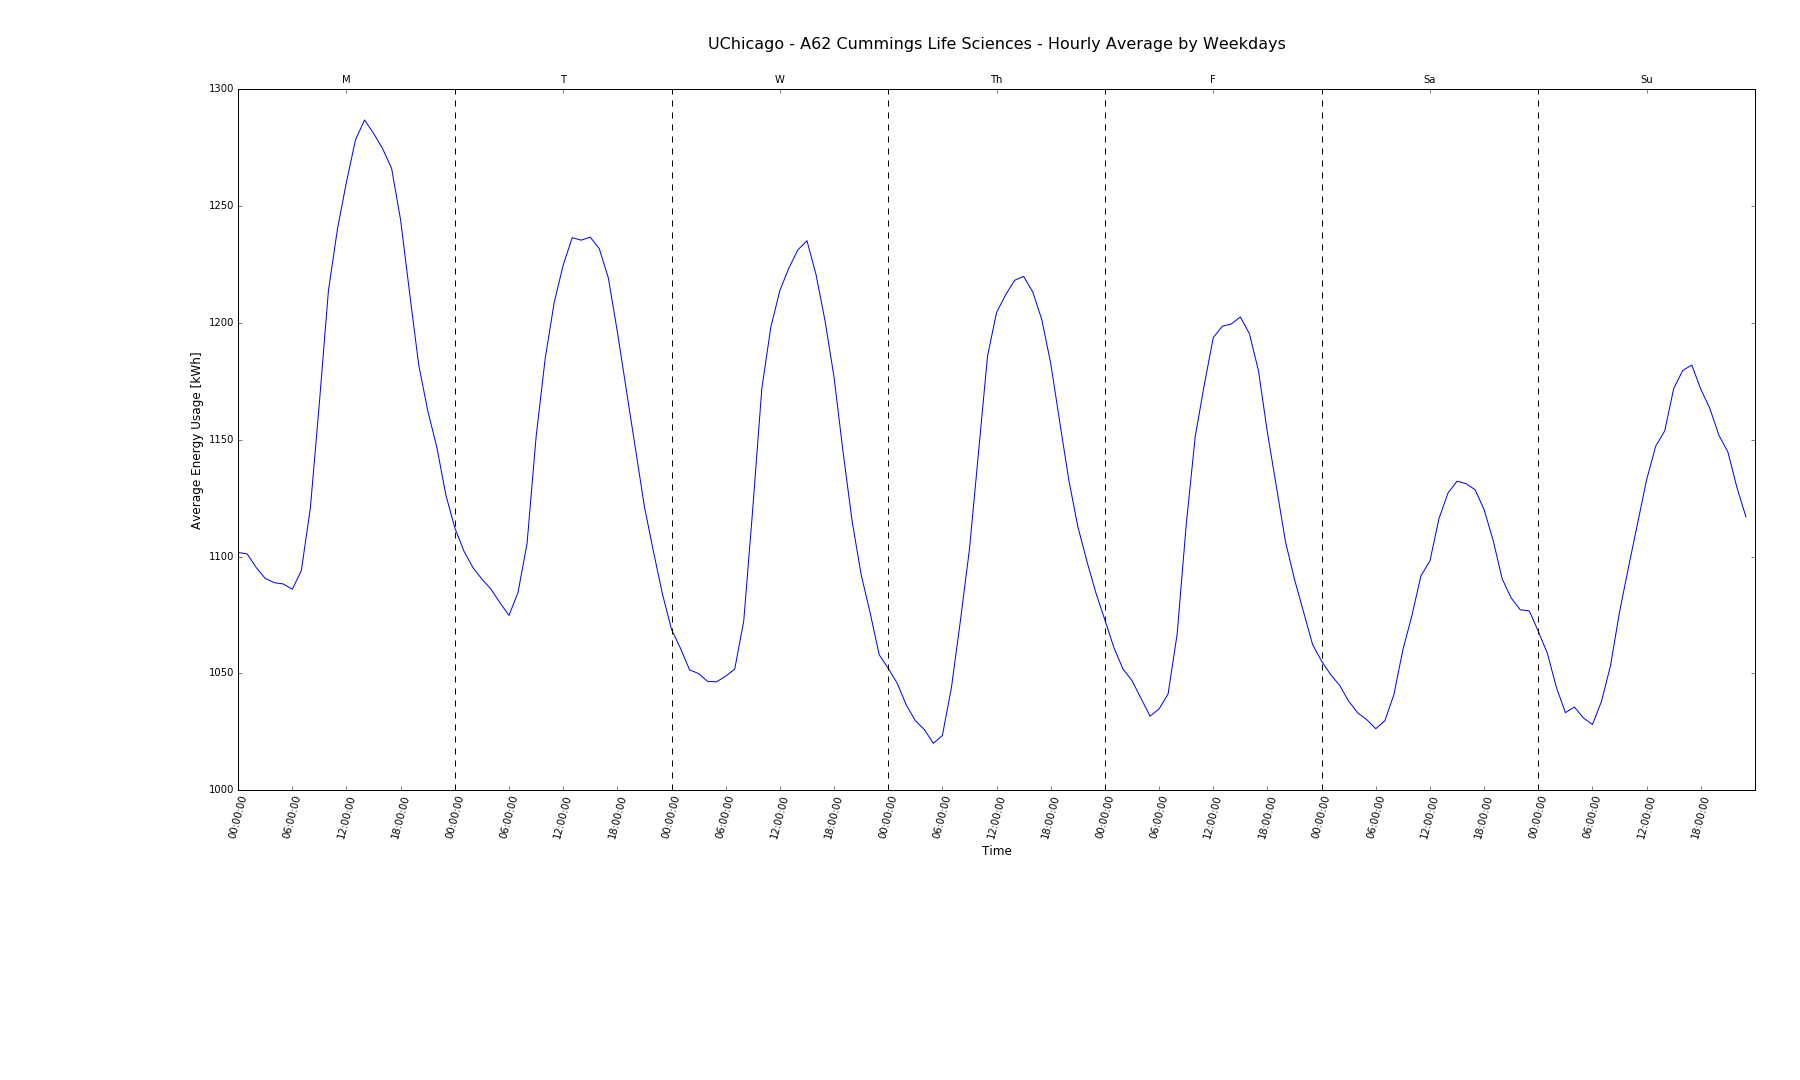 UChicago - A62 Cummings Life Sciences - Hourly Average by Weekdays
M T W Th F Sa Su
1300
1250
1200
1150
1100
1050
1000
Average Energy Usage [kWh]
00:00:00 06:00:00 12:00:00 18:00:00 00:00:00 06:00:00 12:00:00 18:00:00 00:00:00 06:00:00 12:00:00 18:00:00 00:00:00 06:00:00 12:00:00 18:00:00 00:00:00 06:00:00 12:00:00 18:00:00 00:00:00 06:00:00 12:00:00 18:00:00 00:00:00 06:00:00 12:00:00 18:00:00
Time